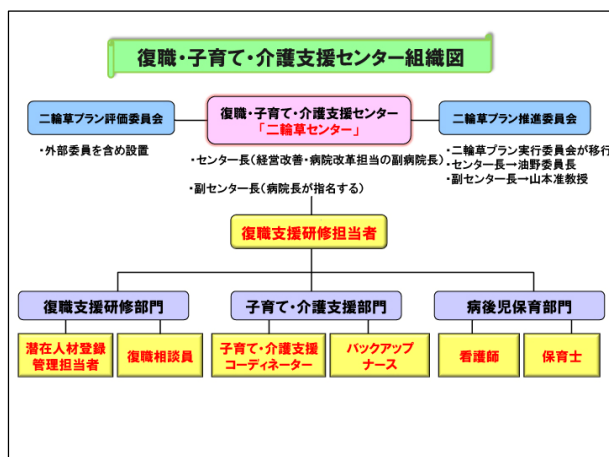 復職・子育て・介護支援センター組織図
二輪草プラン評価委員会
・外部委員を含め設置
復職・子育て・介護支援センター
「二輪草センター」
・センター長(経営改善・病院改革担当の副病院長)
・副センター長(病院長が指名する)
二輪草プラン推進委員会
・二輪草プラン実行委員会が移行
・センター長→油野委員長
・副センター長→山本准教授
復職支援研修担当者
復職支援研修部門
子育て・介護支援部門
病後児保育部門
潜在人材登録
管理担当者
復職相談員
子育て・介護支援
コーディネーター
バックアップ
ナース
看護師
保育士